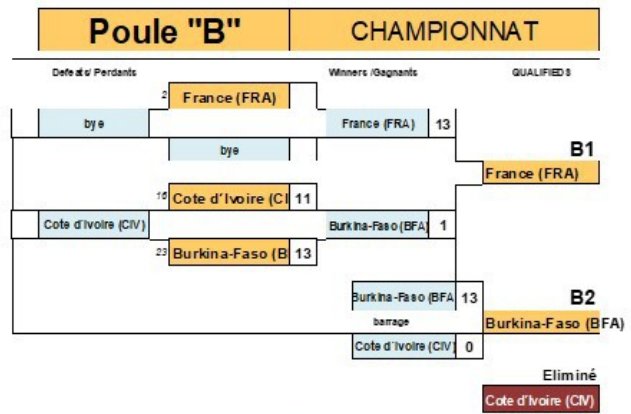 Poule "B" CHAMPIONNAT
Defeats/ Perdants Winners /Gagnants QUALIFIEDS
2 France (FRA)
bye France (FRA) 13
bye B1
France (FRA)
16 Cote d'Ivoire (CI 11
Cote d'Ivoire (CIV) Burkina-Faso (BFA) 1
23 Burkina-Faso (B 13
Burkina-Faso (BFA 13 B2
barrage Burkina-Faso (BFA)
Cote d'Ivoire (CIV) 0
Eliminé
Cote d'Ivoire (CIV)